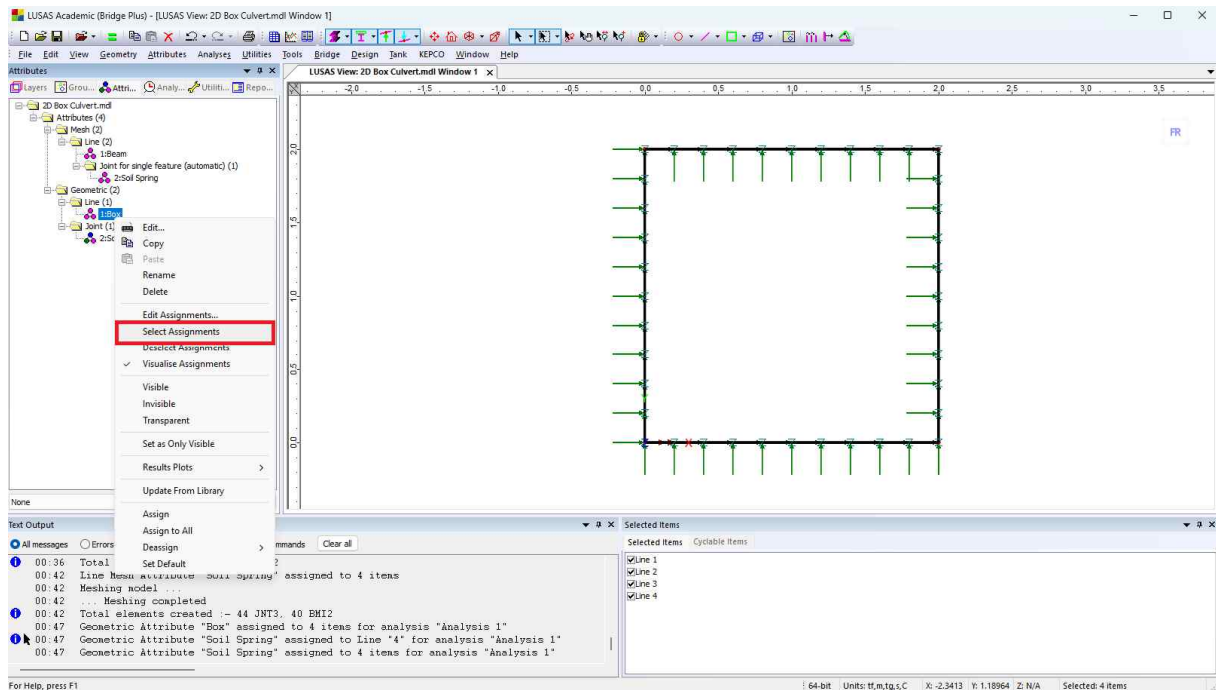 LUSAS Academic (Bridge Plus) - [LUSAS View: 2D Box Culvert.mdl Window 1]
File Edit View Geometry Attributes Analyses Utilities Tools Bridge Design Tank KEPCO Window Help
Attributes
LUSAS View: 2D Box Culvert.mdl Window 1
Layers Grou... Attri... Analy... Utiliti... Repo...
-2.0 -1.5 -1.0 -0.5 0.0 0.5 1.0 1.5 2.0 2.5 3.0 3.5
2D Box Culvert.mdl
Attributes (4)
Mesh (2)
Line (2)
1:Beam
Joint for single feature (automatic) (1)
2:Soil Spring
Geometric (2)
Line (1)
1:Box
Joint (1)
Edit...
Copy
Paste
Rename
Delete
Edit Assignments...
Select Assignments
Deselect Assignments
Visualise Assignments
Visible
Invisible
Transparent
Set as Only Visible
Results Plots
Update From Library
Assign
Assign to All
Deassign
Set Default
2.0
1.5
1.0
0.5
0.0
FR
None
Text Output
All messages Errors Clear all
00:36 Total
00:42 Line Mesh Attribute "Soil Spring" assigned to 4 items
00:42 Meshing model ...
00:42 ... Meshing completed
00:42 Total elements created :- 44 JNT3, 40 BMI2
00:47 Geometric Attribute "Box" assigned to 4 items for analysis "Analysis 1"
00:47 Geometric Attribute "Soil Spring" assigned to Line "4" for analysis "Analysis 1"
00:47 Geometric Attribute "Soil Spring" assigned to 4 items for analysis "Analysis 1"
Selected Items
Selected Items Cyclable Items
Line 1
Line 2
Line 3
Line 4
For Help, press F1
64-bit Units: tf,m,tg,s,C X: -2.3413 Y: 1.18964 Z: N/A Selected: 4 items